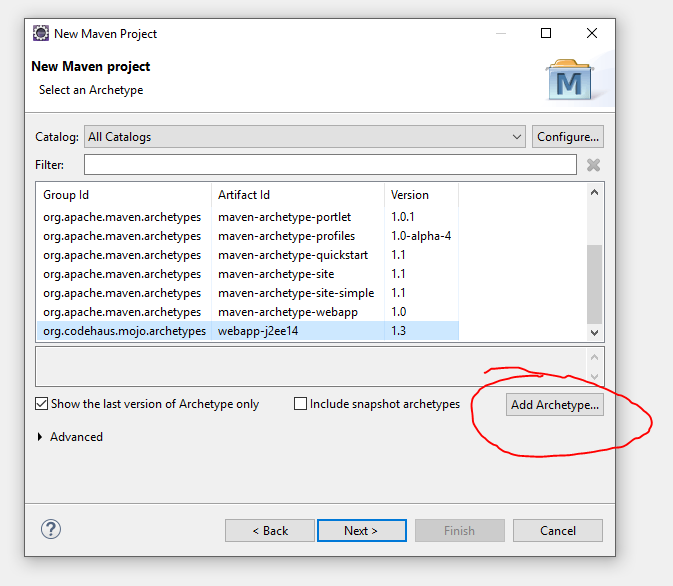 New Maven Project
New Maven project
Select an Archetype
M
Catalog: All Catalogs Configure...
Filter:
Group Id Artifact Id Version
org.apache.maven.archetypes maven-archetype-portlet 1.0.1
org.apache.maven.archetypes maven-archetype-profiles 1.0-alpha-4
org.apache.maven.archetypes maven-archetype-quickstart 1.1
org.apache.maven.archetypes maven-archetype-site 1.1
org.apache.maven.archetypes maven-archetype-site-simple 1.1
org.apache.maven.archetypes maven-archetype-webapp 1.0
org.codehaus.mojo.archetypes webapp-j2ee14 1.3
Show the last version of Archetype only Include snapshot archetypes Add Archetype...
Advanced
? < Back Next > Finish Cancel